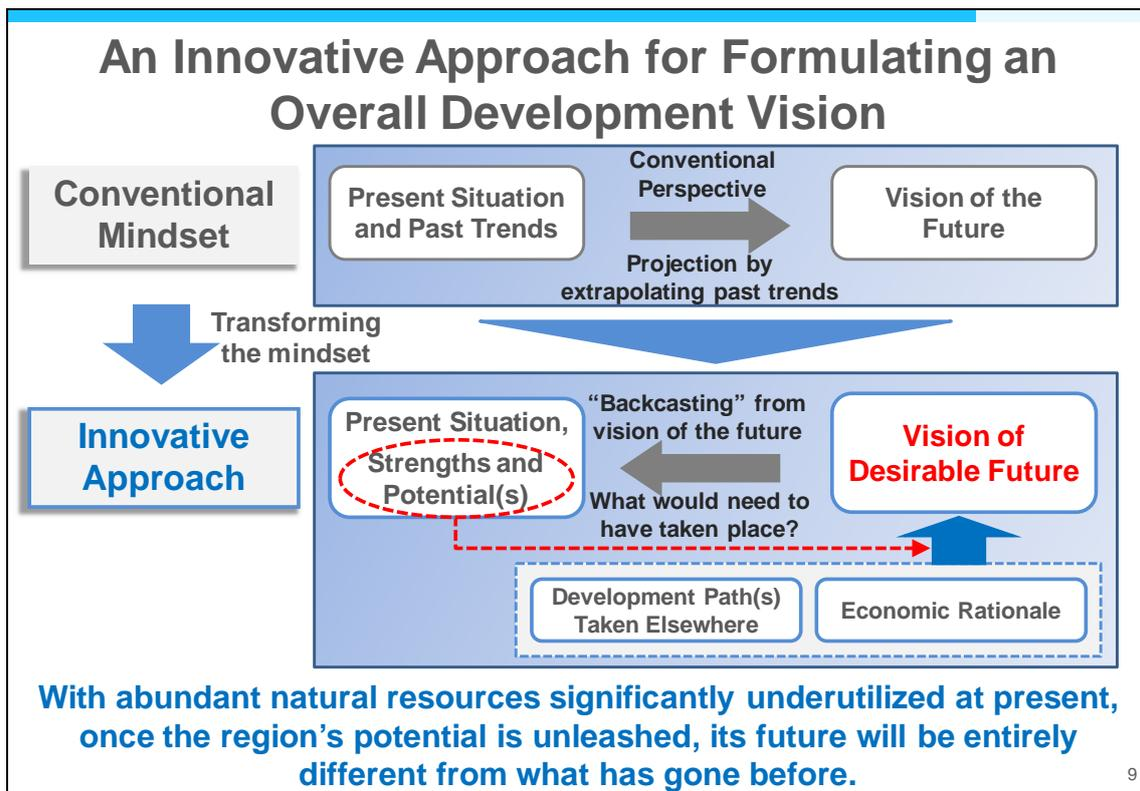 An Innovative Approach for Formulating an
Overall Development Vision
Conventional
Mindset
Present Situation
and Past Trends
Conventional
Perspective
Projection by
extrapolating past trends
Vision of the
Future
Transforming
the mindset
Innovative
Approach
Present Situation,
Strengths and
Potential(s)
“Backcasting” from
vision of the future
What would need to
have taken place?
Vision of
Desirable Future
Development Path(s)
Taken Elsewhere
Economic Rationale
With abundant natural resources significantly underutilized at present,
once the region’s potential is unleashed, its future will be entirely
different from what has gone before.
9